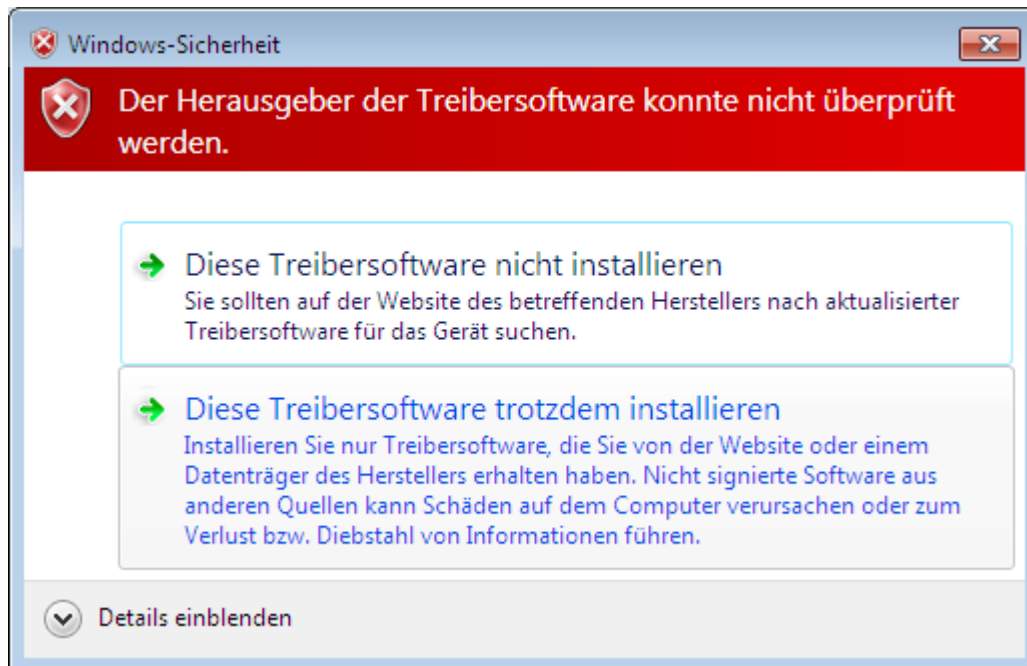 Windows-Sicherheit
Der Herausgeber der Treibersoftware konnte nicht überprüft
werden.
Diese Treibersoftware nicht installieren
Sie sollten auf der Website des betreffenden Herstellers nach aktualisierter
Treibersoftware für das Gerät suchen.
Diese Treibersoftware trotzdem installieren
Installieren Sie nur Treibersoftware, die Sie von der Website oder einem
Datenträger des Herstellers erhalten haben. Nicht signierte Software aus
anderen Quellen kann Schäden auf dem Computer verursachen oder zum
Verlust bzw. Diebstahl von Informationen führen.
Details einblenden